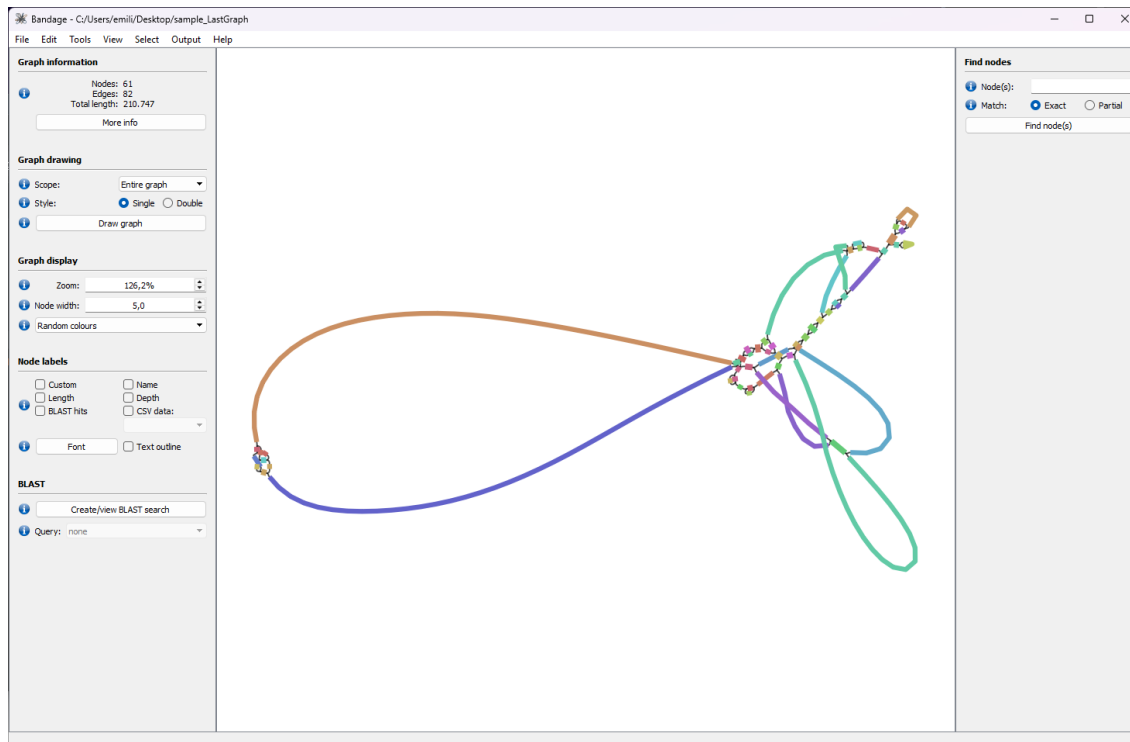 Bandage - C:/Users/emili/Desktop/sample_LastGraph
File Edit Tools View Select Output Help
Graph information
Nodes: 61
Edges: 82
Total length: 210.747
More info
Graph drawing
Scope: Entire graph
Style: Single Double
Draw graph
Graph display
Zoom: 126,2%
Node width: 5,0
Random colours
Node labels
Custom Name
Length Depth
BLAST hits CSV data:
Font Text outline
BLAST
Create/view BLAST search
Query: none
Find nodes
Node(s):
Match: Exact Partial
Find node(s)